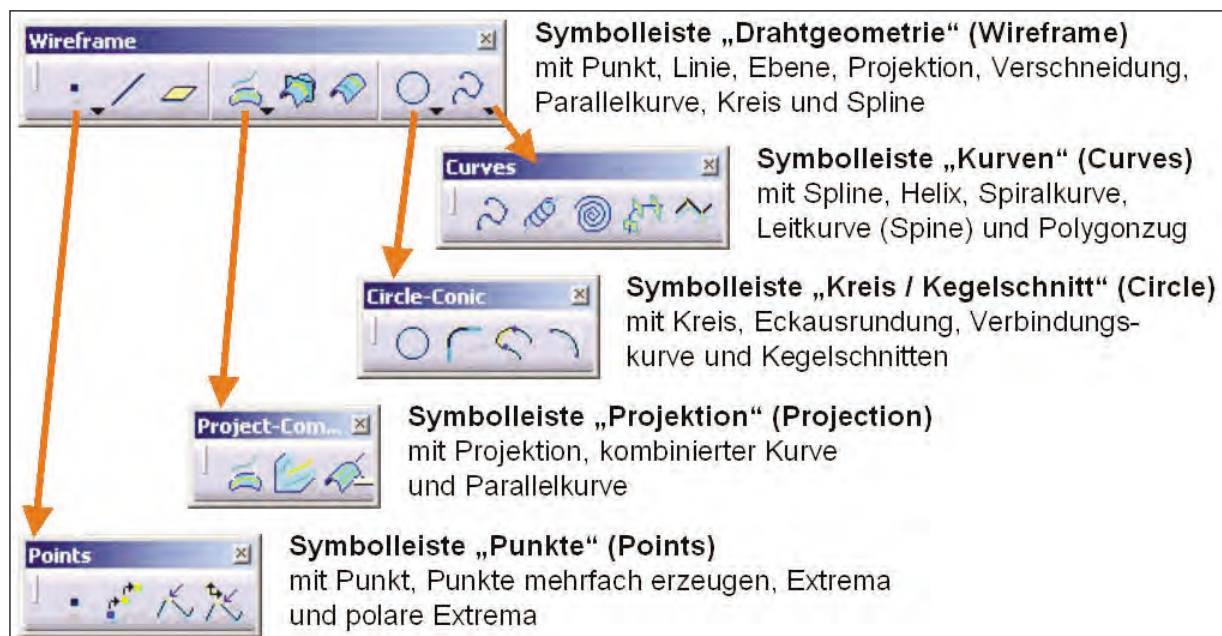 Wireframe
Symbolleiste „Drahtgeometrie“ (Wireframe)
mit Punkt, Linie, Ebene, Projektion, Verschneidung,
Parallelkurve, Kreis und Spline
Curves
Symbolleiste „Kurven“ (Curves)
mit Spline, Helix, Spiralkurve,
Leitkurve (Spine) und Polygonzug
Circle-Conic
Symbolleiste „Kreis / Kegelschnitt“ (Circle)
mit Kreis, Eckausrundung, Verbindungs-
kurve und Kegelschnitten
Project-Com...
Symbolleiste „Projektion“ (Projection)
mit Projektion, kombinierter Kurve
und Parallelkurve
Points
Symbolleiste „Punkte“ (Points)
mit Punkt, Punkte mehrfach erzeugen, Extrema
und polare Extrema